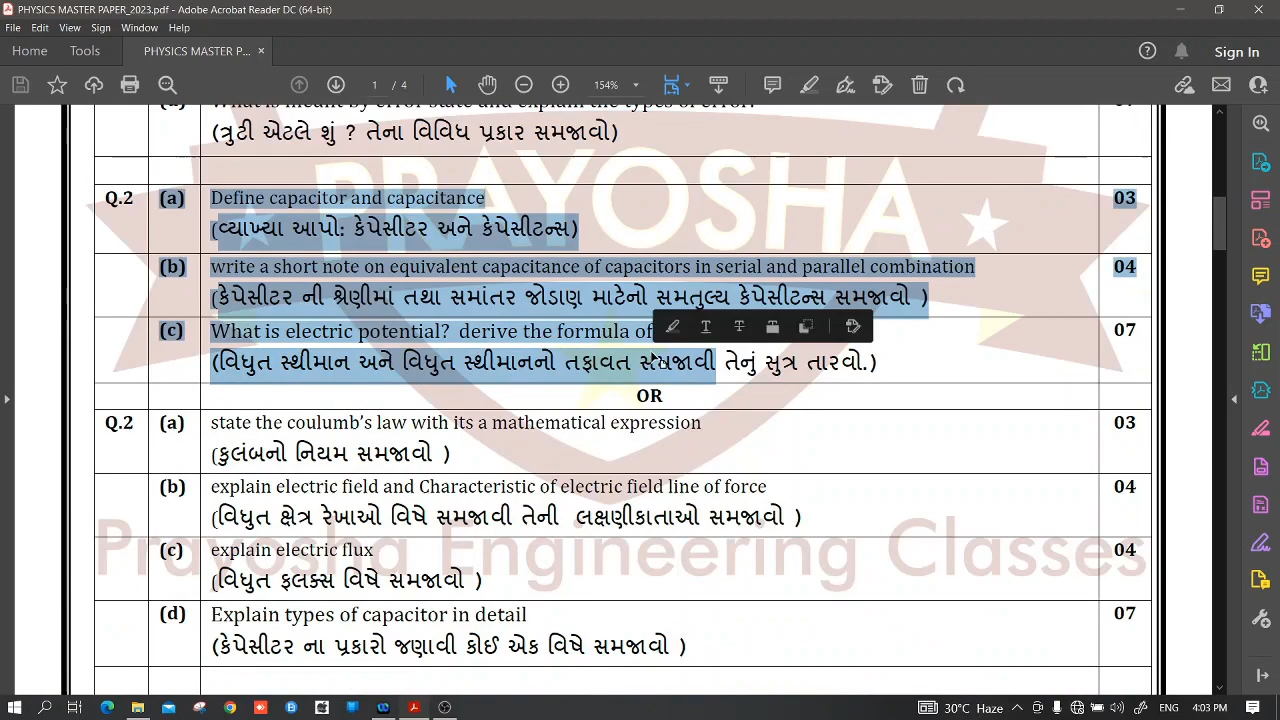 PHYSICS MASTER PAPER_2023.pdf - Adobe Acrobat Reader DC (64-bit)
File Edit View Sign Window Help
Home Tools PHYSICS MASTER P... × Sign In
1 / 4 154%
(ત્રુટી એટલે શું ? તેના વિવિધ પ્રકાર સમજાવો)
PRAYOSHA
Q.2 (a) Define capacitor and capacitance 03
(વ્યાખ્યા આપો: કેપેસીટર અને કેપેસીટન્સ)
(b) write a short note on equivalent capacitance of capacitors in serial and parallel combination 04
(કેપેસીટર ની શ્રેણીમાં તથા સમાંતર જોડાણ માટેનો સમતુલ્ય કેપેસીટન્સ સમજાવો )
(c) What is electric potential? derive the formula of 07
(વિધુત સ્થીમાન અને વિધુત સ્થીમાનનો તફાવત સમજાવી તેનું સુત્ર તારવો.)
OR
Q.2 (a) state the coulumb’s law with its a mathematical expression 03
(કુલંબનો નિયમ સમજાવો )
(b) explain electric field and Characteristic of electric field line of force 04
(વિધુત ક્ષેત્ર રેખાઓ વિષે સમજાવી તેની લક્ષણીકાતાઓ સમજાવો )
Prayosha Engineering Classes
(c) explain electric flux 04
(વિધુત ફલક્સ વિષે સમજાવો )
(d) Explain types of capacitor in detail 07
(કેપેસીટર ના પ્રકારો જણાવી કોઈ એક વિષે સમજાવો )
30°C Haze ENG 4:03 PM